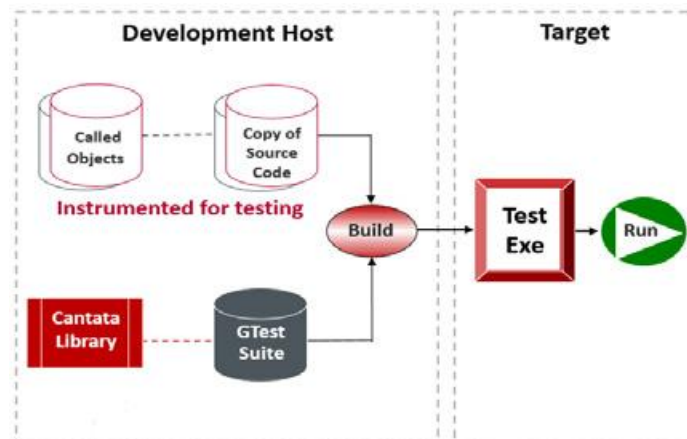 Development Host
Target
Called
Objects
Copy of
Source
Code
Instrumented for testing
Build
Test
Exe
Run
Cantata
Library
GTest
Suite